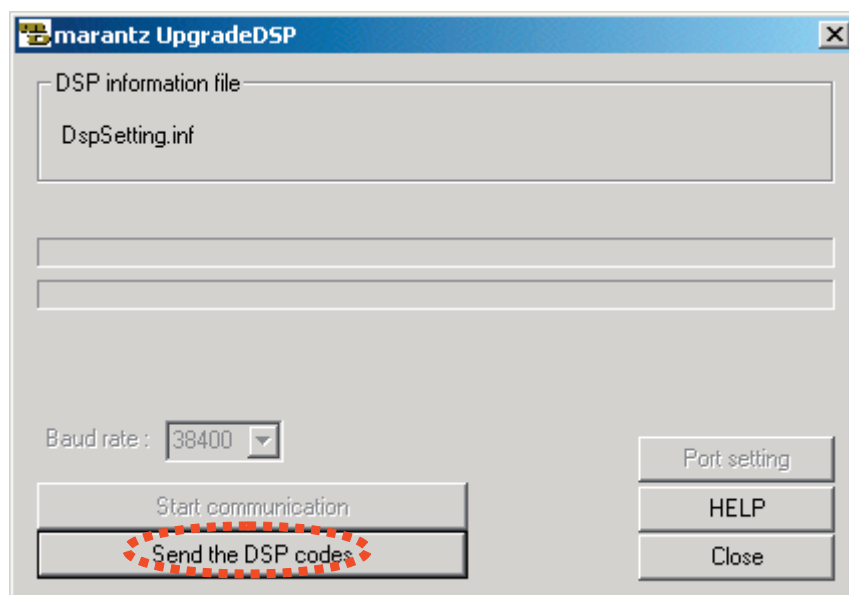 marantz UpgradeDSP
DSP information file
DspSetting.inf
Baud rate : 38400
Port setting
Start communication
HELP
Send the DSP codes
Close